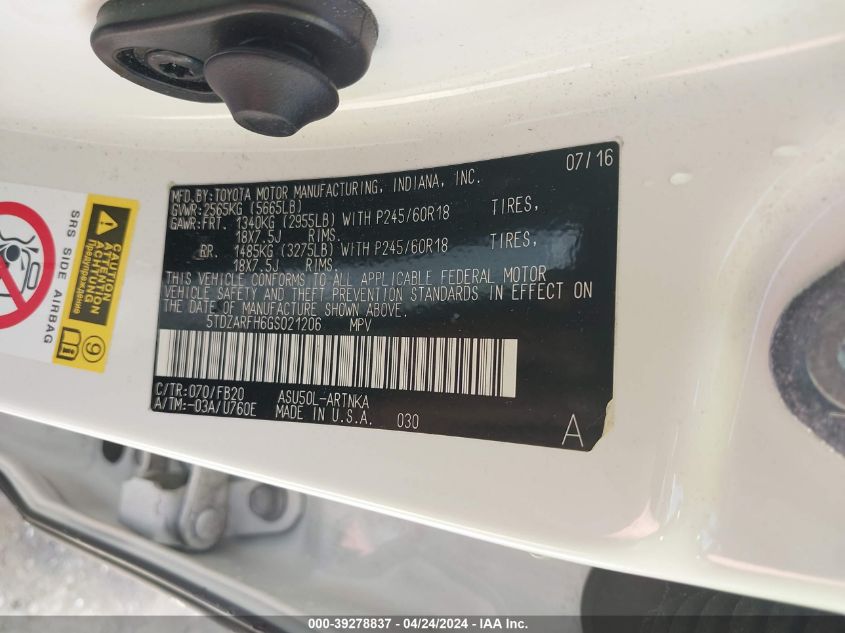 07/16
MFD.BY:TOYOTA MOTOR MANUFACTURING, INDIANA, INC.
GVWR:2565KG (5665LB)
GAWR:FRT. 1340KG (2955LB) WITH P245/60R18 TIRES,
18X7.5J RIMS.
RR. 1485KG (3275LB) WITH P245/60R18 TIRES,
18X7.5J RIMS.
THIS VEHICLE CONFORMS TO ALL APPLICABLE FEDERAL MOTOR
VEHICLE SAFETY AND THEFT PREVENTION STANDARDS IN EFFECT ON
THE DATE OF MANUFACTURE SHOWN ABOVE.
5TDZARFH6GS021206 MPV
C/TR:070/FB20 ASU50L-ARTNKA
A/TM:-03A/U760E MADE IN U.S.A. 030
A
SRS SIDE AIRBAG
ATTENTION
ACHTUNG
Предупреждение
9
000-39278837 - 04/24/2024 - IAA Inc.